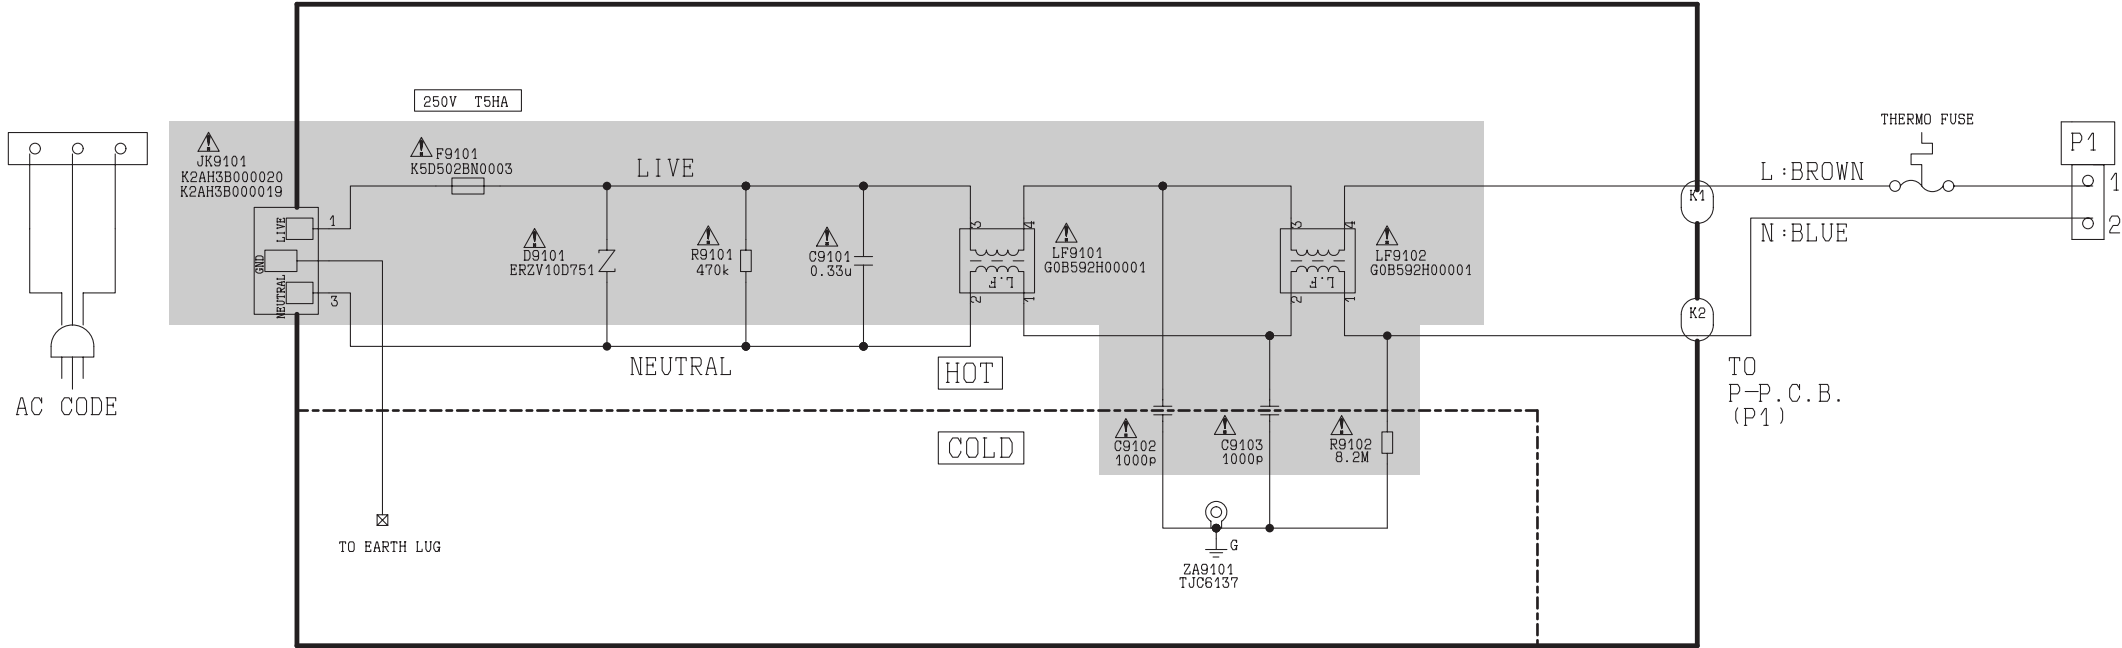 250V T5HA
JK9101
K2AH3B000020
K2AH3B000019
F9101
K5D502BN0003
LIVE
THERMO FUSE
P1
L:BROWN
1
K1
LIVE
1
3
4
3
4
N:BLUE
2
GND
D9101
ERZV10D751
R9101
470k
C9101
0.33u
LF9101
G0B592H00001
LF9102
G0B592H00001
L.F
L.F
NEUTRAL
3
2
1
2
1
K2
NEUTRAL
HOT
TO
P-P.C.B.
(P1)
AC CODE
COLD
C9102
1000p
C9103
1000p
R9102
8.2M
TO EARTH LUG
G
ZA9101
TJC6137